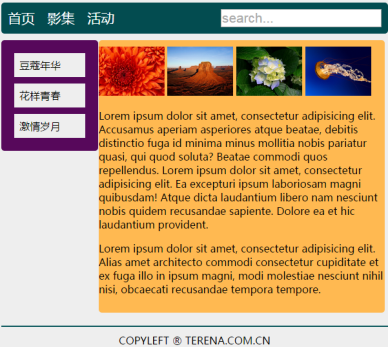 首页 影集 活动 search...
豆蔻年华
花样青春
激情岁月
Lorem ipsum dolor sit amet, consectetur adipisicing elit.
Accusamus aperiam asperiores atque beatae, debitis
distinctio fuga id minima minus mollitia nobis pariatur
quasi, qui quod soluta? Beatae commodi quos
repellendus. Lorem ipsum dolor sit amet, consectetur
adipisicing elit. Ea excepturi ipsum laboriosam magni
quibusdam! Atque dicta laudantium libero nam nesciunt
nobis quidem recusandae sapiente. Dolore ea et hic
laudantium provident.
Lorem ipsum dolor sit amet, consectetur adipisicing elit.
Alias amet architecto commodi consectetur cupiditate et
ex fuga illo in ipsum magni, modi molestiae nesciunt nihil
nisi, obcaecati recusandae tempora tempore.
COPYLEFT ® TERENA.COM.CN